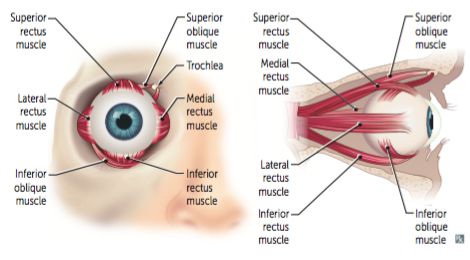 Superior
rectus
muscle
Superior
oblique
muscle
Trochlea
Lateral
rectus
muscle
Medial
rectus
muscle
Inferior
oblique
muscle
Inferior
rectus
muscle
Superior
rectus
muscle
Superior
oblique
muscle
Medial
rectus
muscle
Lateral
rectus
muscle
Inferior
rectus
muscle
Inferior
oblique
muscle